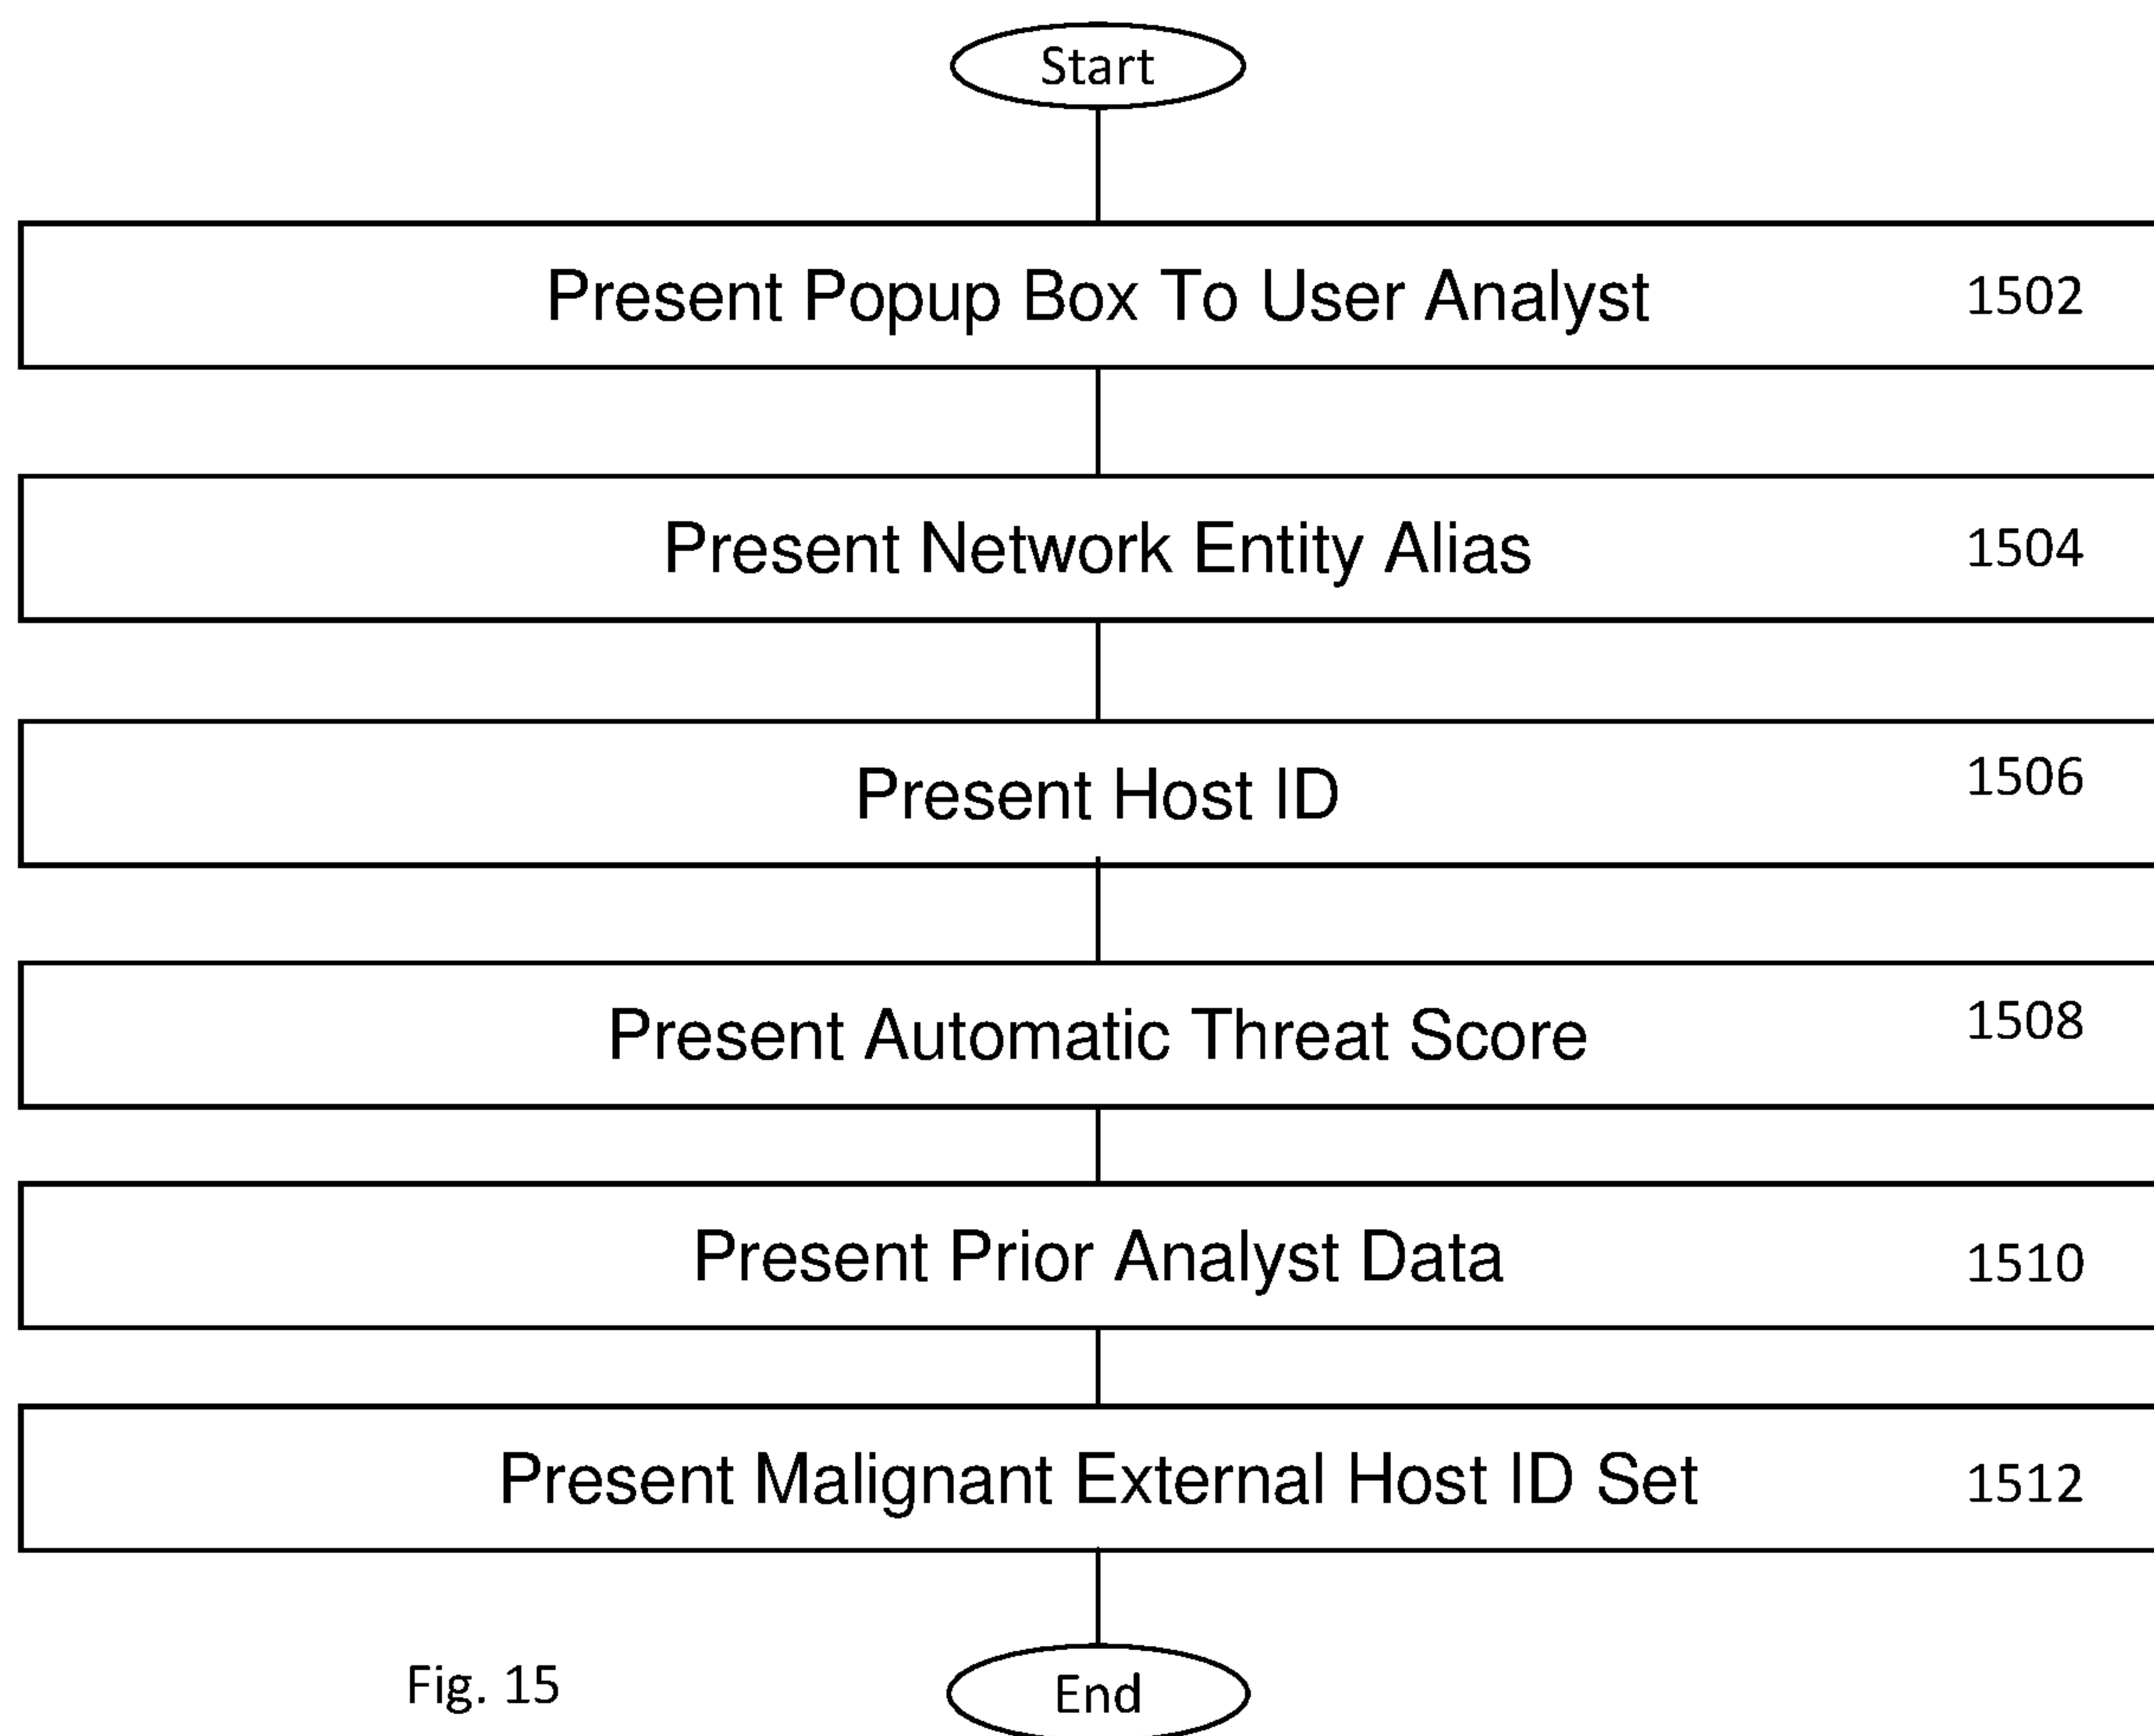 Start
Present Popup Box To User Analyst 1502
Present Network Entity Alias 1504
Present Host ID 1506
Present Automatic Threat Score 1508
Present Prior Analyst Data 1510
Present Malignant External Host ID Set 1512
Fig. 15
End